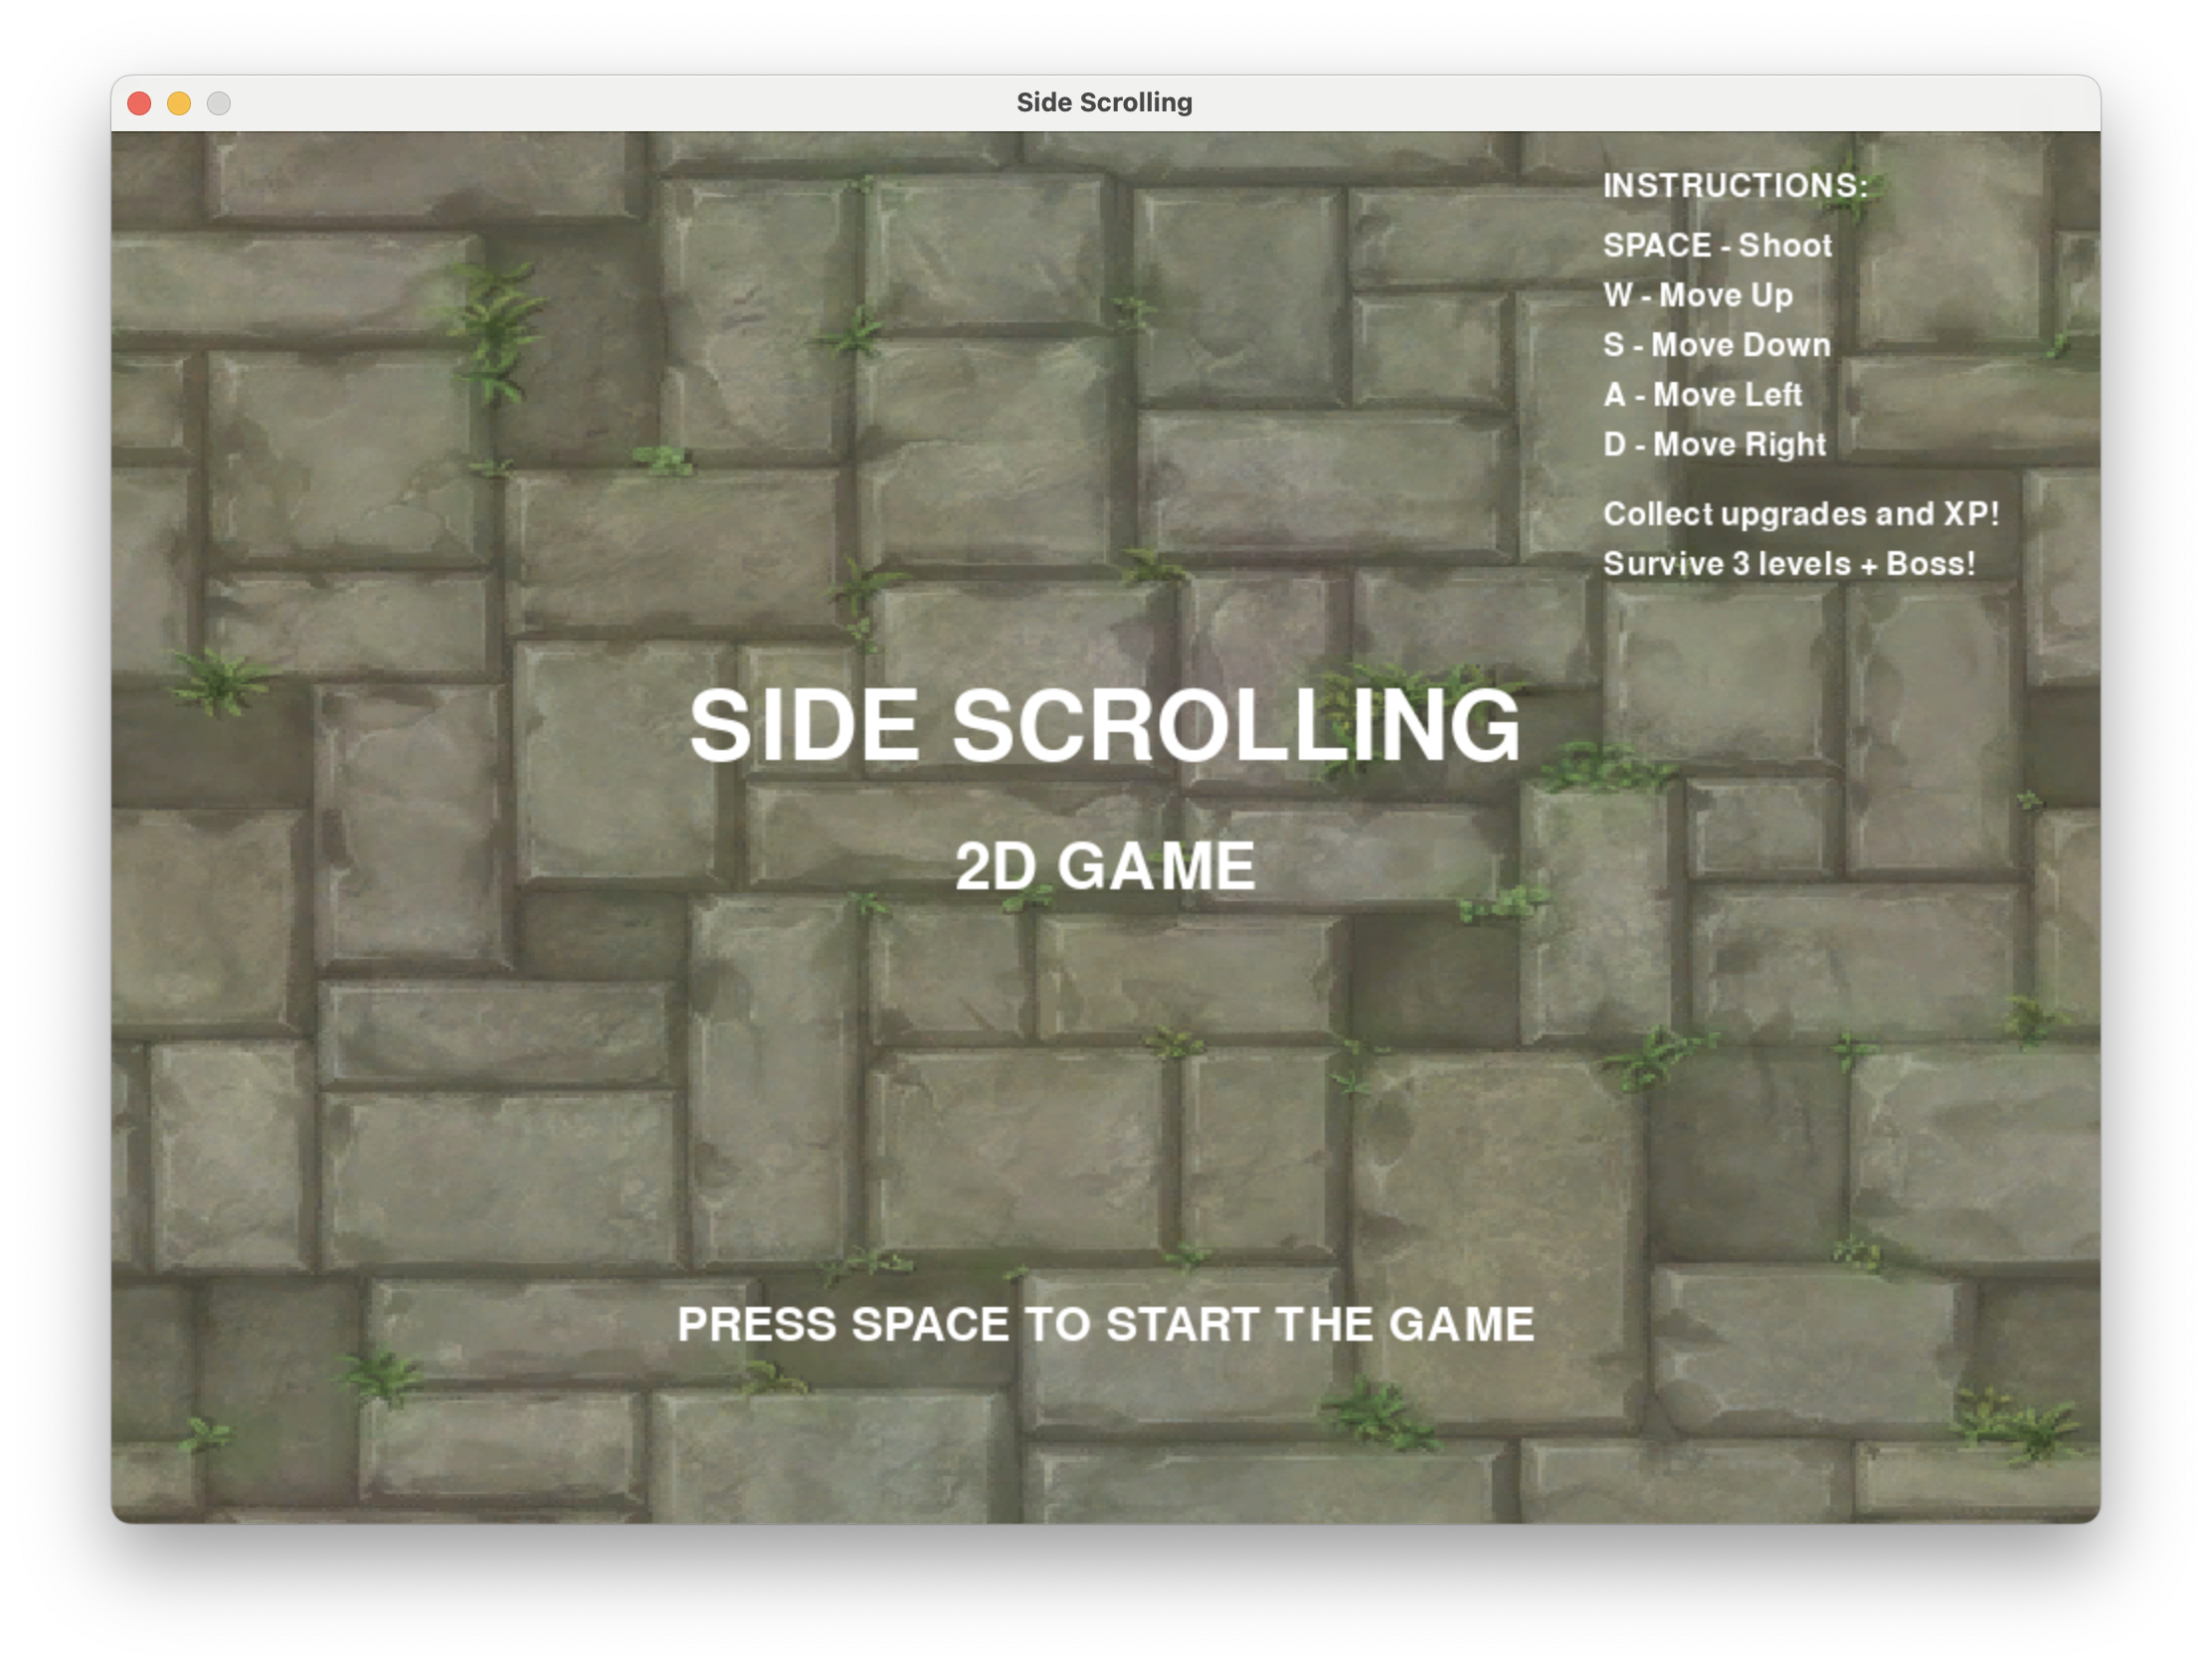 Side Scrolling
INSTRUCTIONS:
SPACE - Shoot
W - Move Up
S - Move Down
A - Move Left
D - Move Right
Collect upgrades and XP!
Survive 3 levels + Boss!
SIDE SCROLLING
2D GAME
PRESS SPACE TO START THE GAME